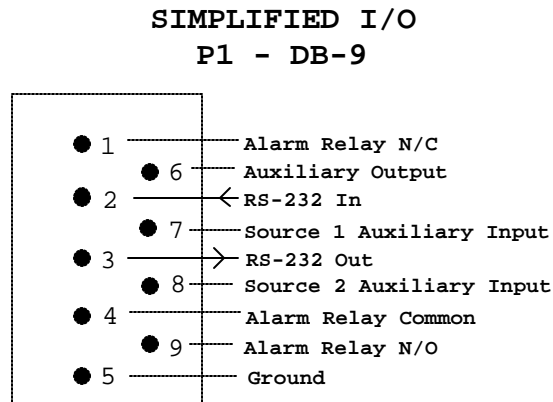 SIMPLIFIED I/O
P1 - DB-9
1 Alarm Relay N/C
6 Auxiliary Output
2 RS-232 In
7 Source 1 Auxiliary Input
3 RS-232 Out
8 Source 2 Auxiliary Input
4 Alarm Relay Common
9 Alarm Relay N/O
5 Ground